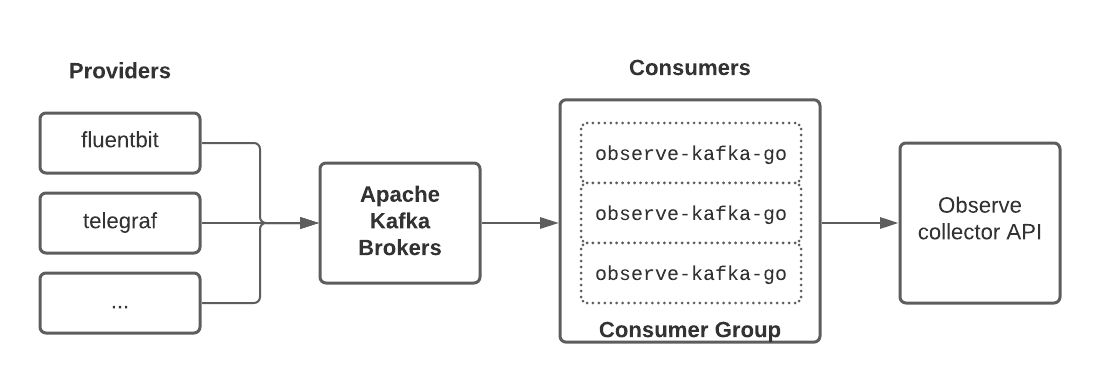 Providers
fluentbit
telegraf
...
Apache
Kafka
Brokers
Consumers
observe-kafka-go
observe-kafka-go
observe-kafka-go
Consumer Group
Observe
collector API